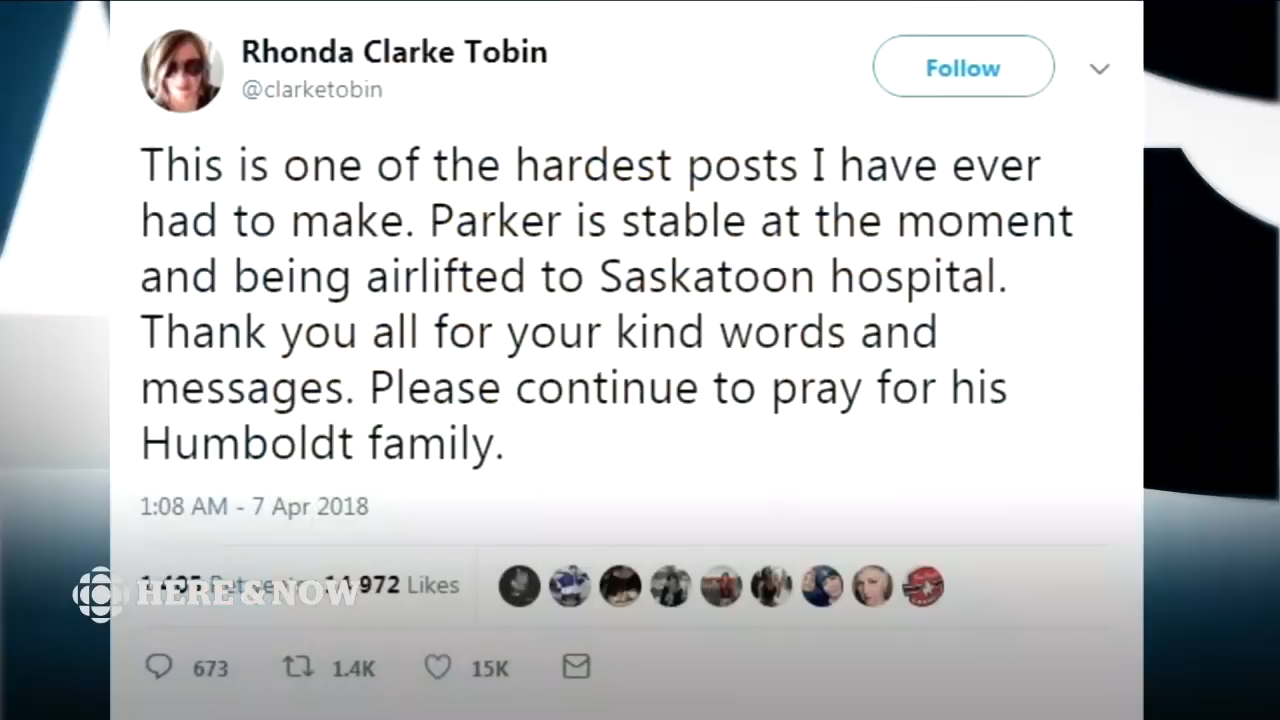 Rhonda Clarke Tobin
@clarketobin
Follow
This is one of the hardest posts I have ever
had to make. Parker is stable at the moment
and being airlifted to Saskatoon hospital.
Thank you all for your kind words and
messages. Please continue to pray for his
Humboldt family.
1:08 AM - 7 Apr 2018
Likes
HERE & NOW
673
1.4K
15K